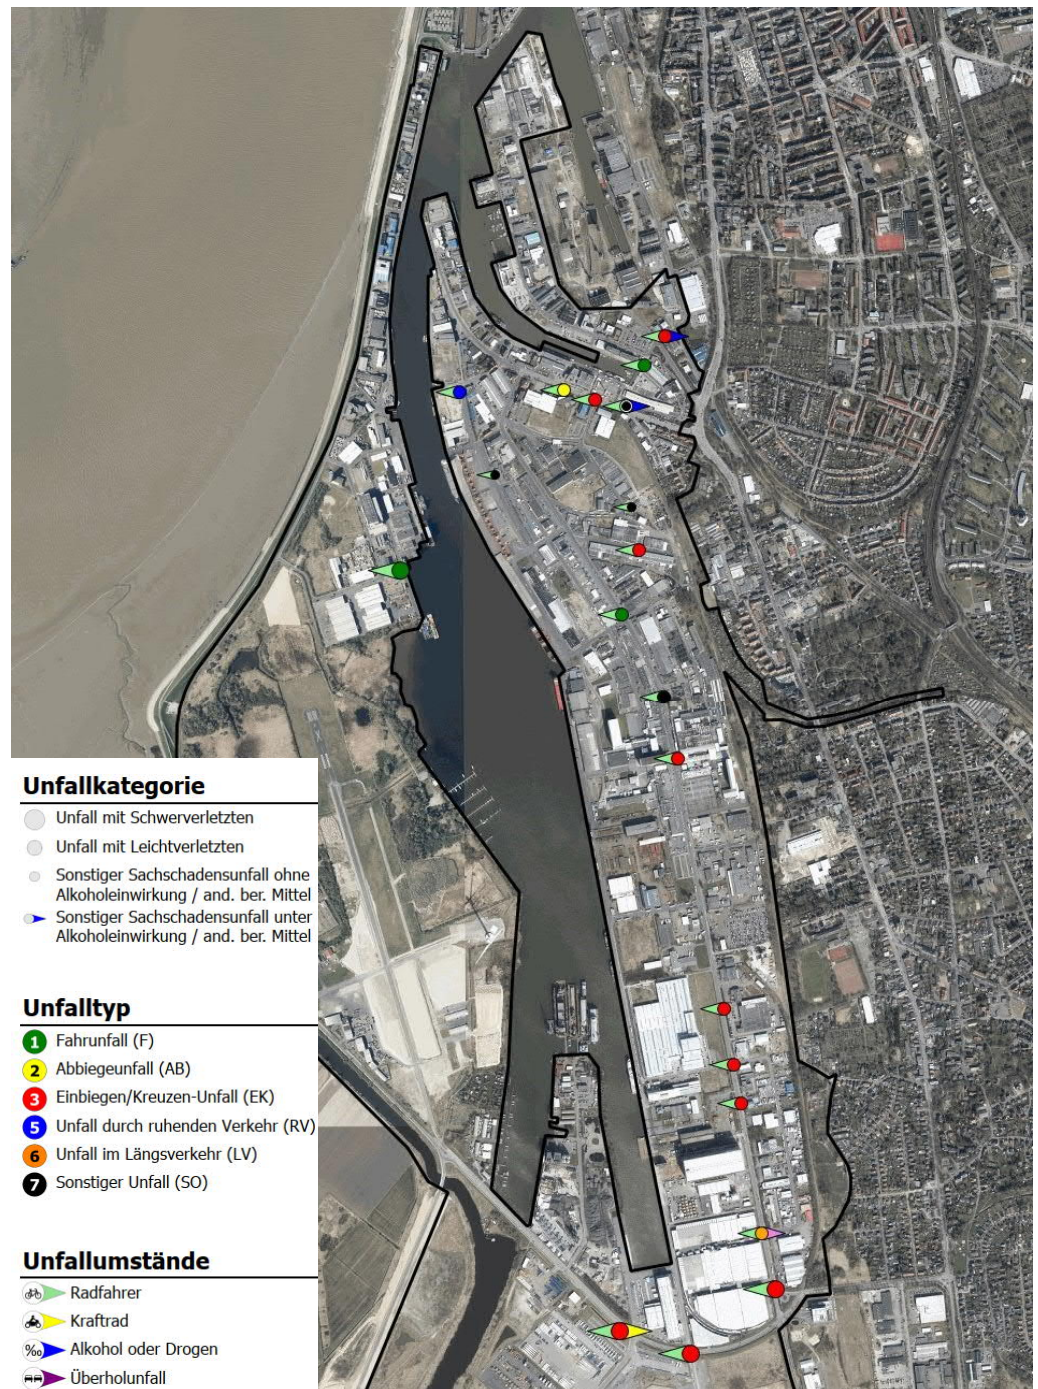 Unfallkategorie
Unfall mit Schwerverletzten
Unfall mit Leichtverletzten
Sonstiger Sachschadensunfall ohne
Alkoholeinwirkung / and. ber. Mittel
Sonstiger Sachschadensunfall unter
Alkoholeinwirkung / and. ber. Mittel
Unfalltyp
1 Fahrunfall (F)
2 Abbiegeunfall (AB)
3 Einbiegen/Kreuzen-Unfall (EK)
5 Unfall durch ruhenden Verkehr (RV)
6 Unfall im Längsverkehr (LV)
7 Sonstiger Unfall (SO)
Unfallumstände
Radfahrer
Kraftrad
‰ Alkohol oder Drogen
Überholunfall